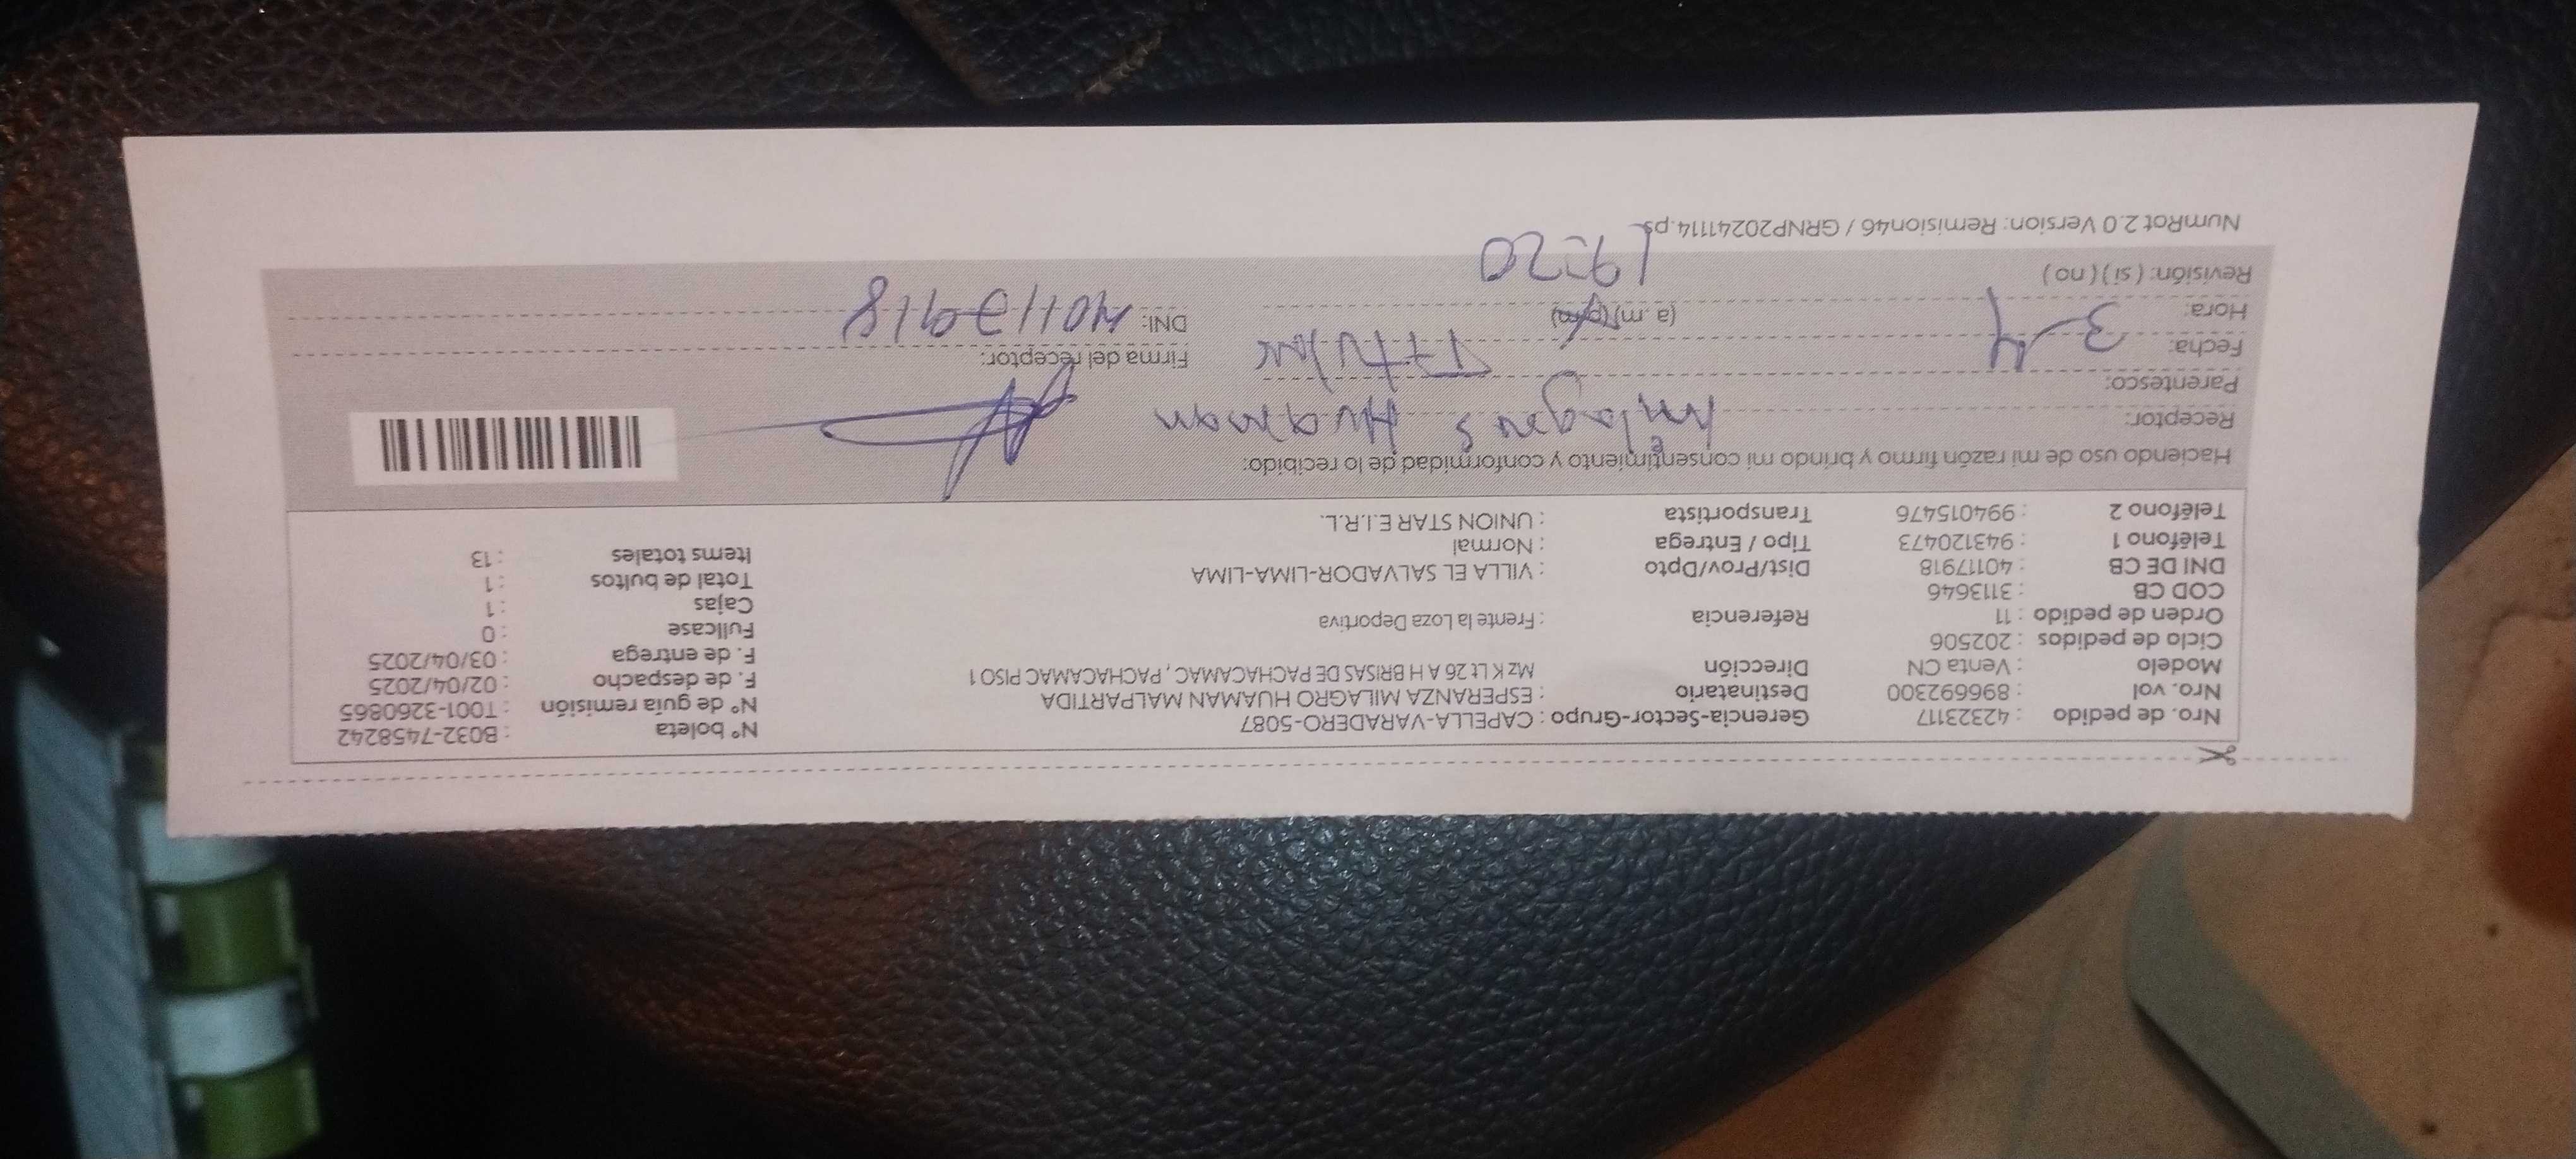 Nro. de pedido : 42323117 Gerencia-Sector-Grupo : CAPELLA-VARADERO-5087 N° boleta : B032-7458242
Nro. vol : 896692300 Destinatario : ESPERANZA MILAGRO HUAMAN MALPARTIDA N° de guía remisión : T001-3260865
Modelo : Venta CN Dirección Mz K Lt 26 A H BRISAS DE PACHACAMAC , PACHACAMAC PISO 1 F. de despacho : 02/04/2025
Ciclo de pedidos : 202506 F. de entrega : 03/04/2025
Orden de pedido : 11 Referencia : Frente la Loza Deportiva Fullcase : 0
COD CB : 3113646 Cajas : 1
DNI DE CB : 40117918 Dist/Prov/Dpto : VILLA EL SALVADOR-LIMA-LIMA Total de bultos : 1
Teléfono 1 : 943120473 Tipo / Entrega : Normal Items totales : 13
Teléfono 2 : 994015476 Transportista : UNION STAR E.I.R.L.
Haciendo uso de mi razón firmo y brindo mi consentimiento y conformidad de lo recibido:
Receptor: Milagros Huaman
Parentesco: Titular
Fecha: 3-4 Firma del receptor:
Hora: (a .m) (p.m) 19:20 DNI: 40117918
Revisión: ( si ) ( no )
NumRot 2.0 Version: Remision46 / GRNP20241114.ps